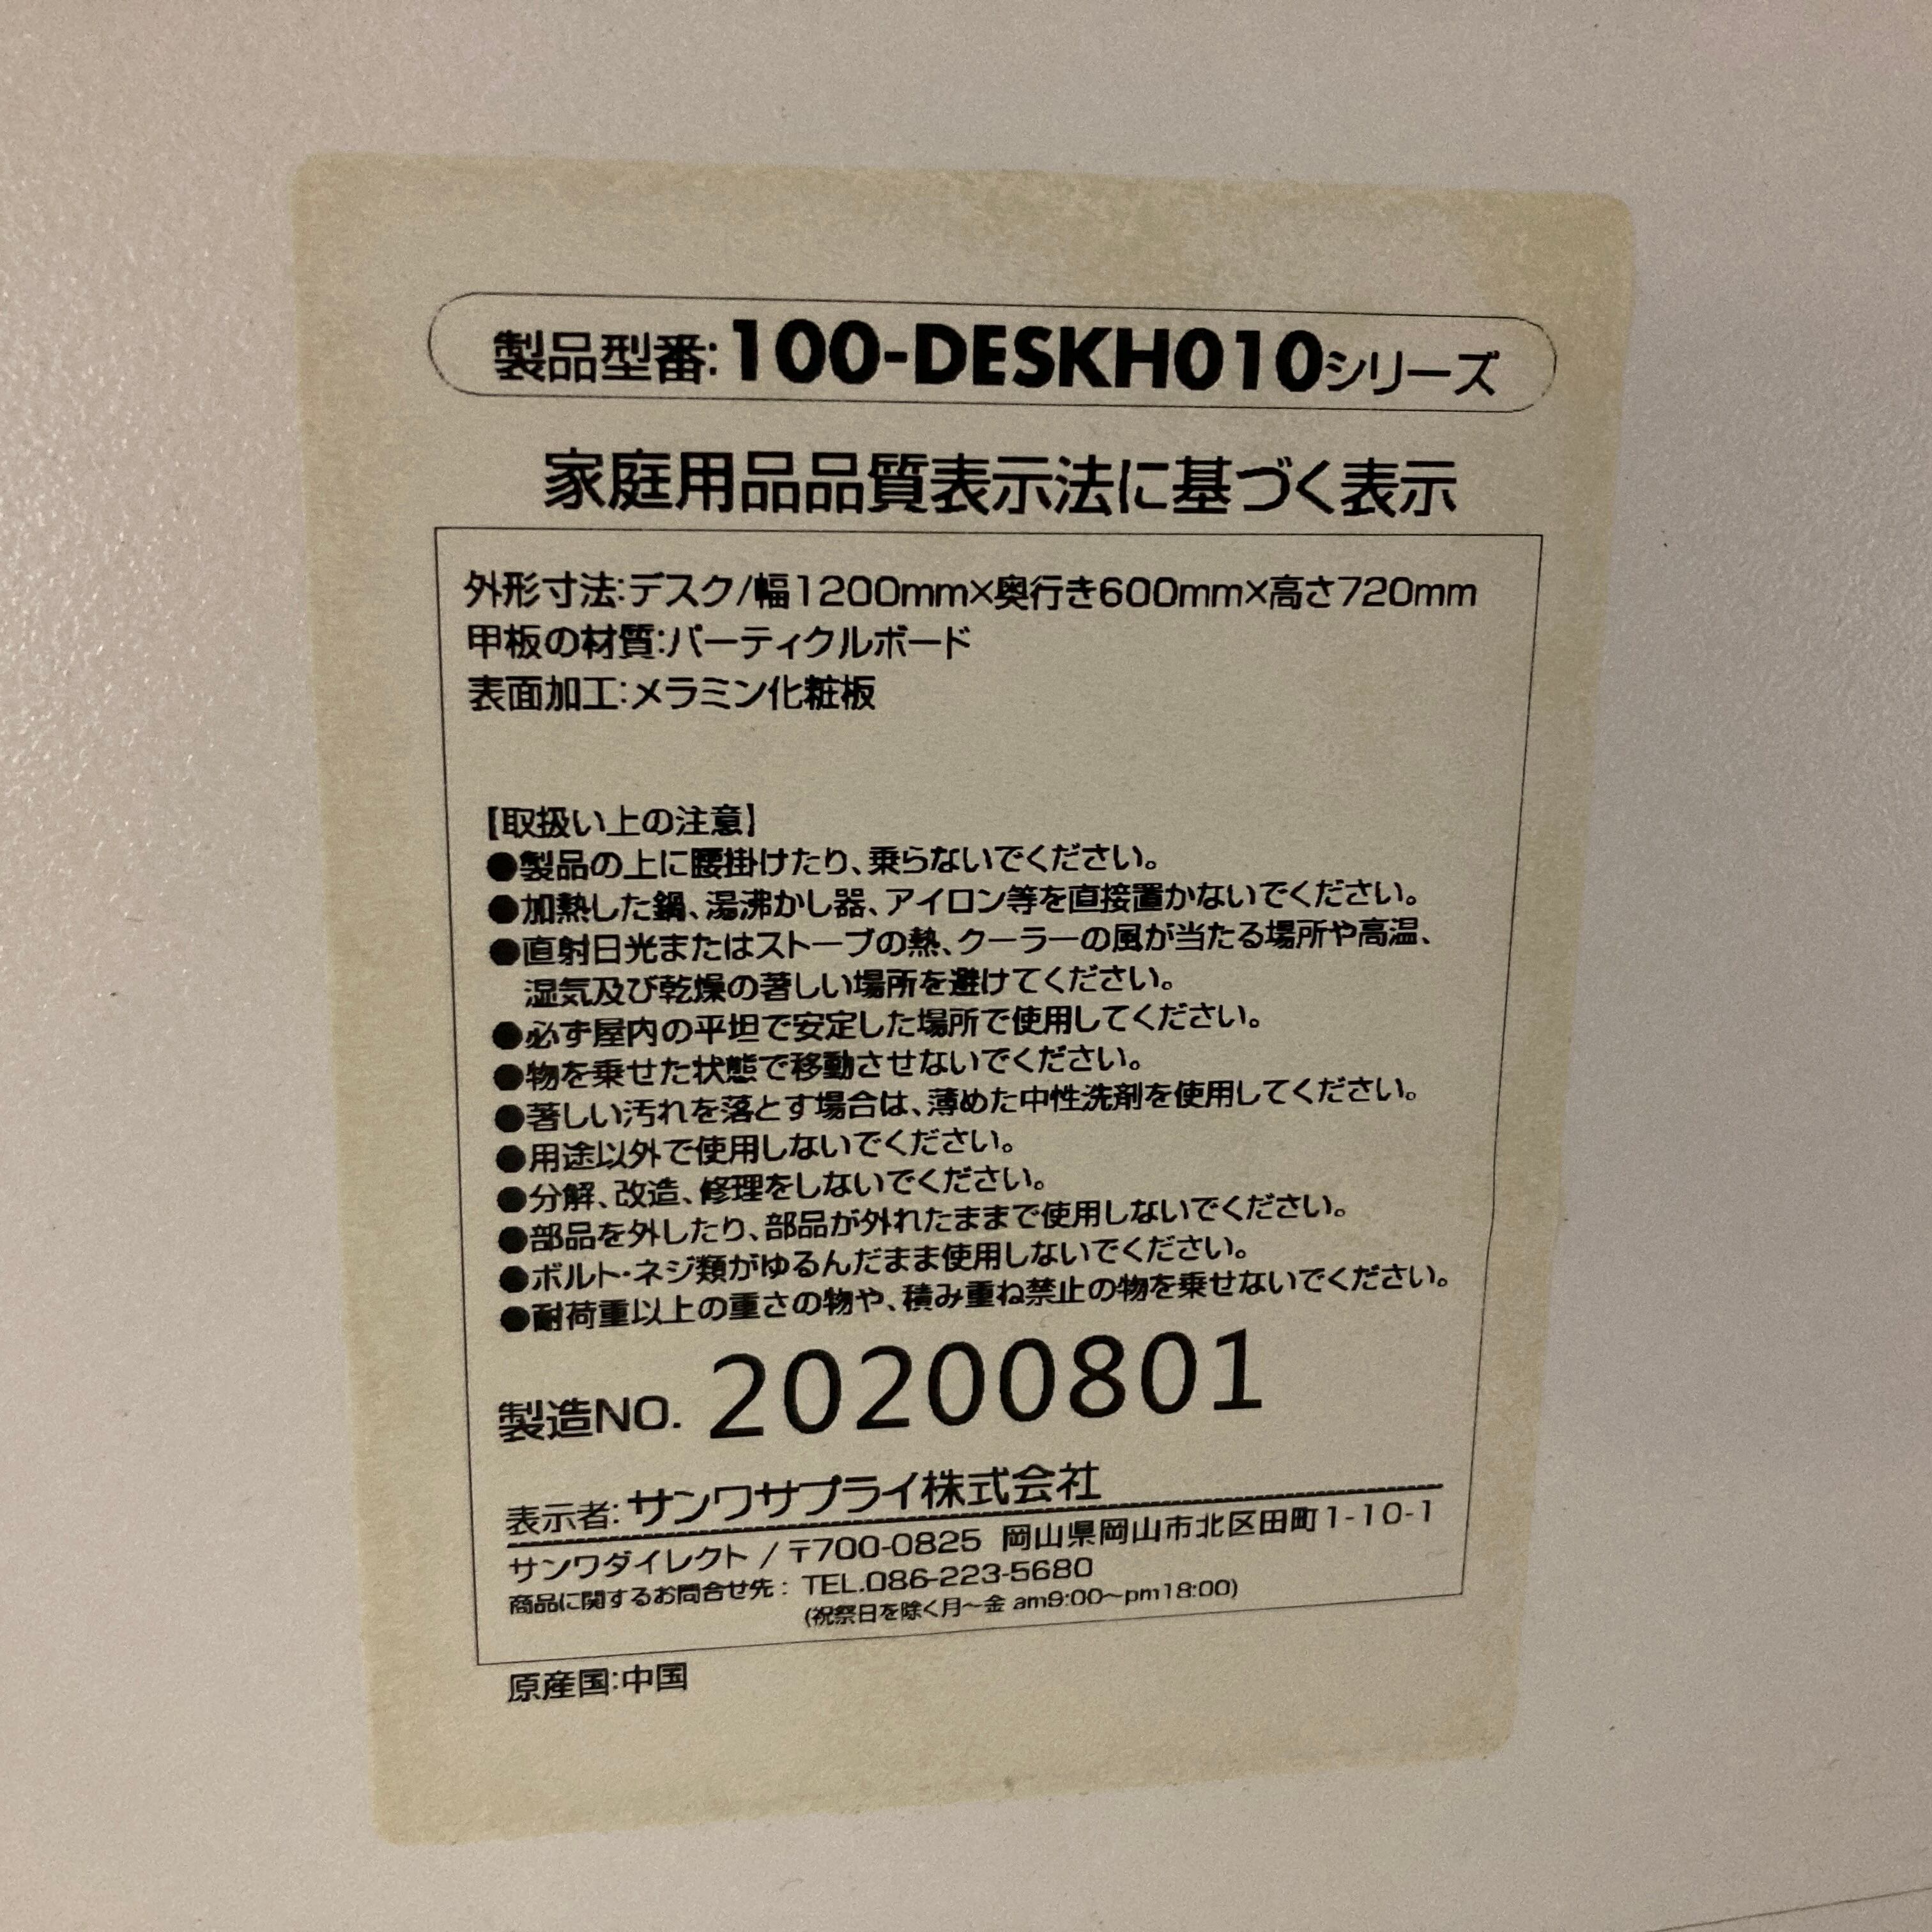 製品型番:100-DESKH010シリーズ
家庭用品品質表示法に基づく表示
外形寸法:デスク/幅1200mm×奥行き600mm×高さ720mm
甲板の材質:パーティクルボード
表面加工:メラミン化粧板
【取扱い上の注意】
●製品の上に腰掛けたり、乗らないでください。
●加熱した鍋、湯沸かし器、アイロン等を直接置かないでください。
●直射日光またはストーブの熱、クーラーの風が当たる場所や高温、
湿気及び乾燥の著しい場所を避けてください。
●必ず屋内の平坦で安定した場所で使用してください。
●物を乗せた状態で移動させないでください。
●著しい汚れを落とす場合は、薄めた中性洗剤を使用してください。
●用途以外で使用しないでください。
●分解、改造、修理をしないでください。
●部品を外したり、部品が外れたままで使用しないでください。
●ボルト・ネジ類がゆるんだまま使用しないでください。
●耐荷重以上の重さの物や、積み重ね禁止の物を乗せないでください。
製造NO. 20200801
表示者:サンワサプライ株式会社
サンワダイレクト / 〒700-0825 岡山県岡山市北区田町1-10-1
商品に関するお問合せ先: TEL.086-223-5680
(祝祭日を除く月〜金 am9:00〜pm18:00)
原産国:中国